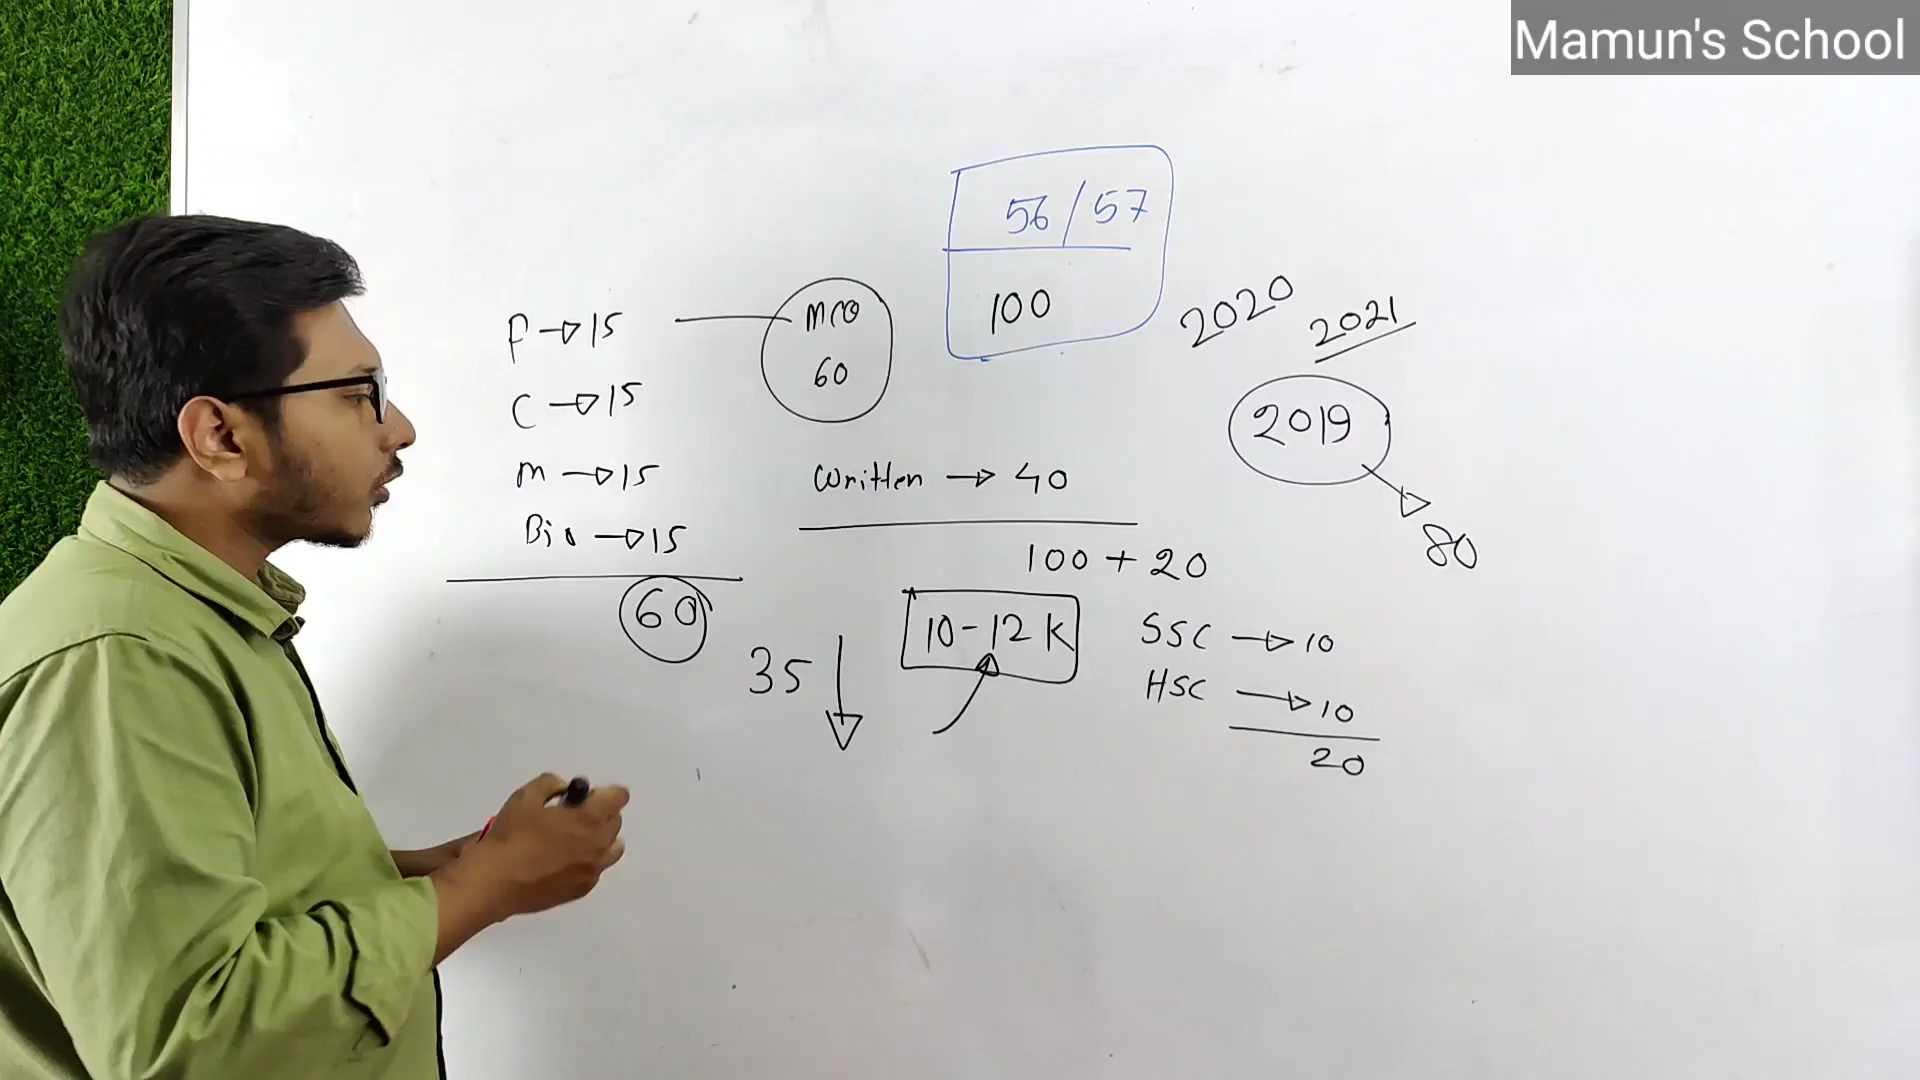 Mamun's School
56/57
100
P → 15
C → 15
M → 15
Bio → 15
60
MCQ
60
Written → 40
100 + 20
2020
2021
2019
→ 80
35 ↓
10-12 K
SSC → 10
HSC → 10
20